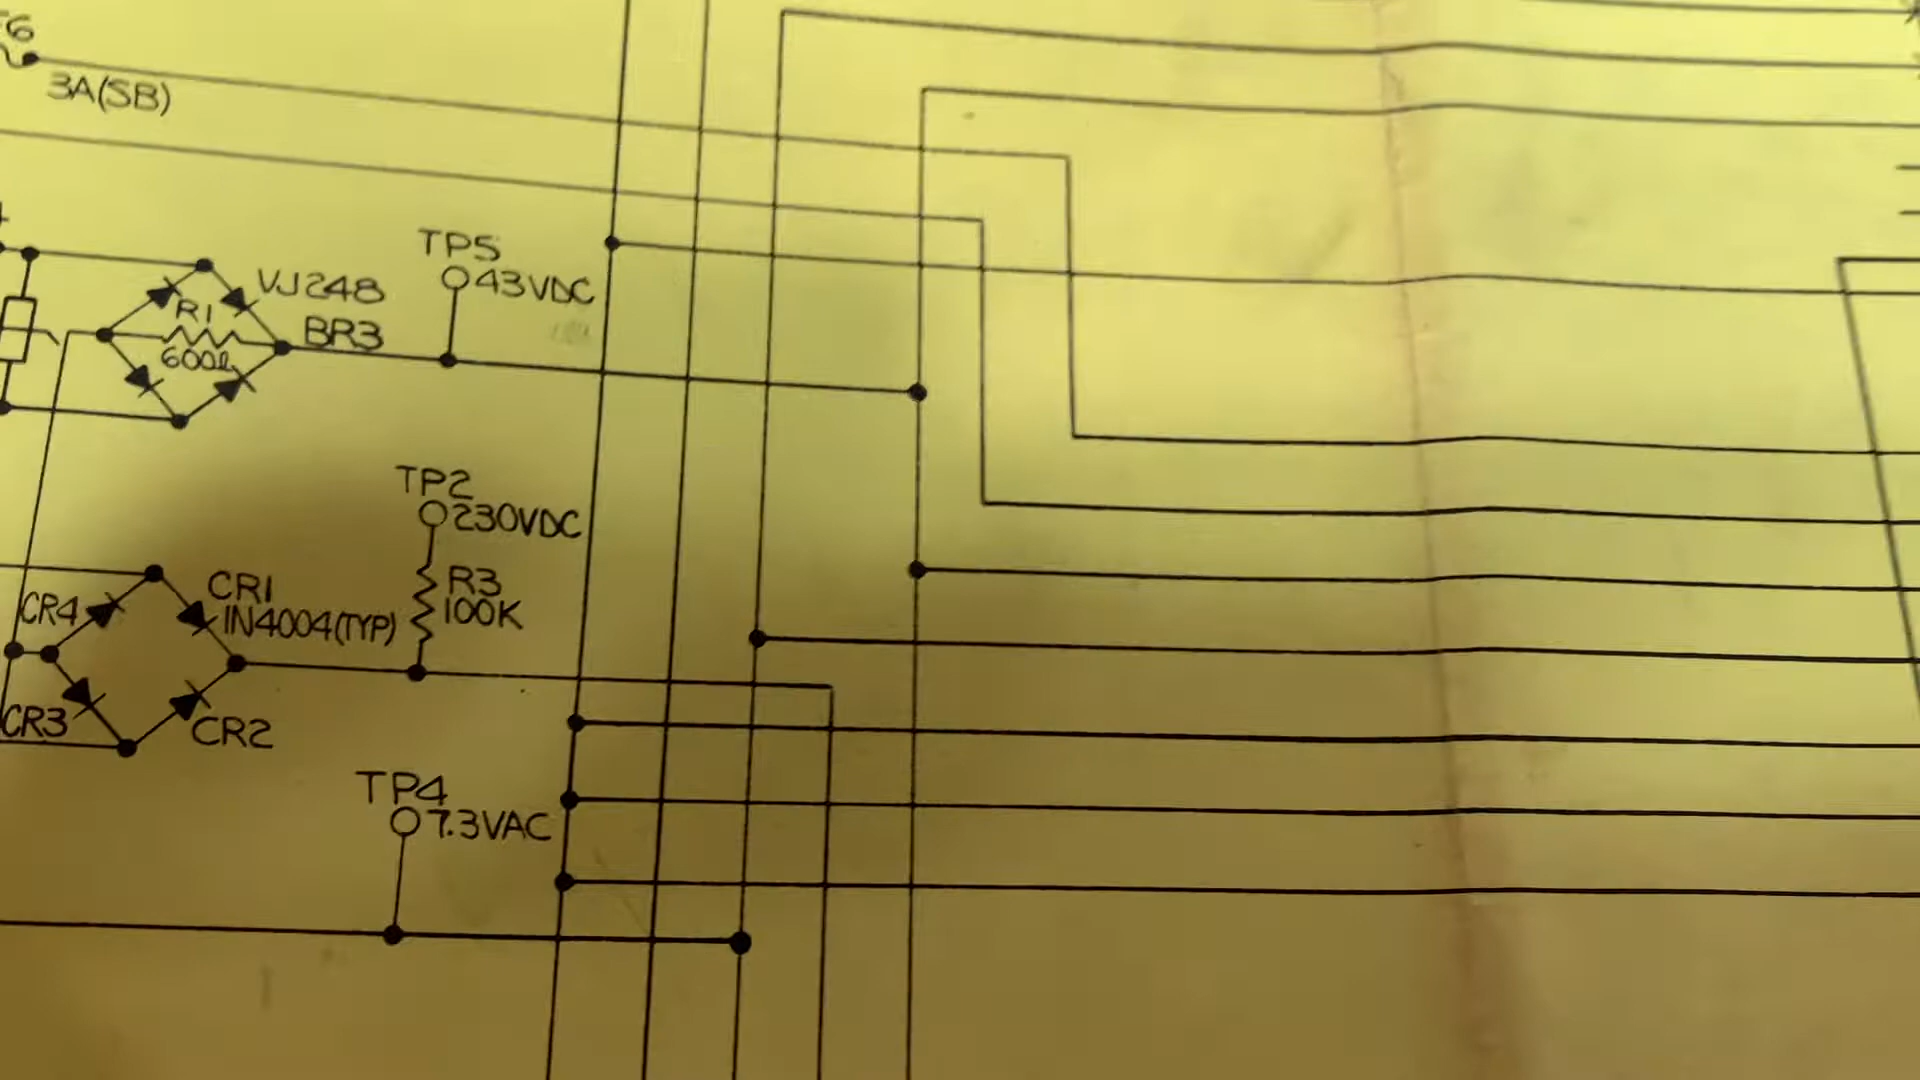 F6
3A(SB)
TP5
43VDC
VJ248
R1
BR3
600Ω
TP2
230VDC
CR1
R3
CR4
1N4004(TYP)
100K
CR3
CR2
TP4
7.3VAC